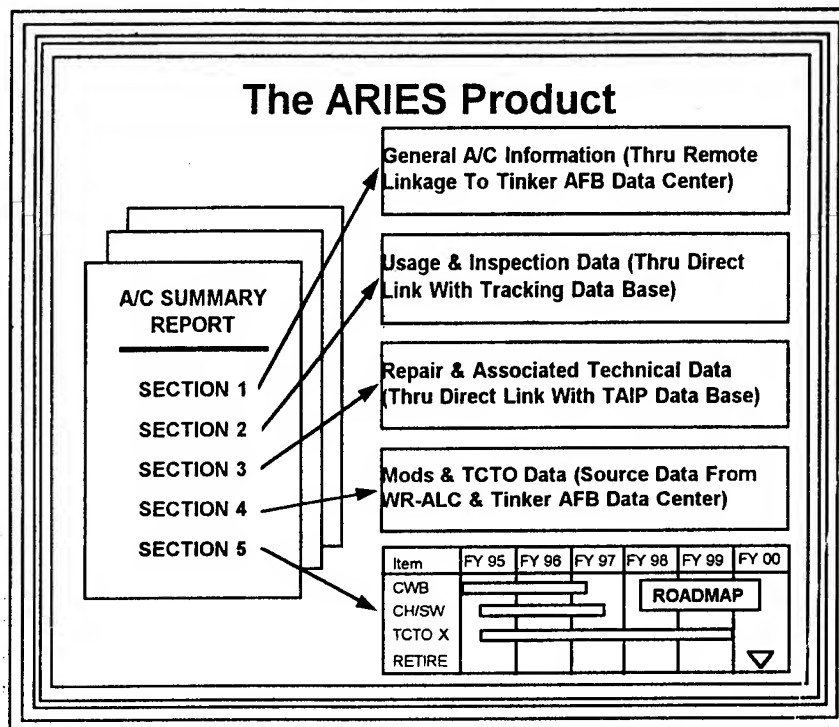 The ARIES Product
A/C SUMMARY
REPORT
SECTION 1
SECTION 2
SECTION 3
SECTION 4
SECTION 5
General A/C Information (Thru Remote
Linkage To Tinker AFB Data Center)
Usage & Inspection Data (Thru Direct
Link With Tracking Data Base)
Repair & Associated Technical Data
(Thru Direct Link With TAIP Data Base)
Mods & TCTO Data (Source Data From
WR-ALC & Tinker AFB Data Center)
Item FY 95 FY 96 FY 97 FY 98 FY 99 FY 00
CWB
ROADMAP
CH/SW
TCTO X
RETIRE